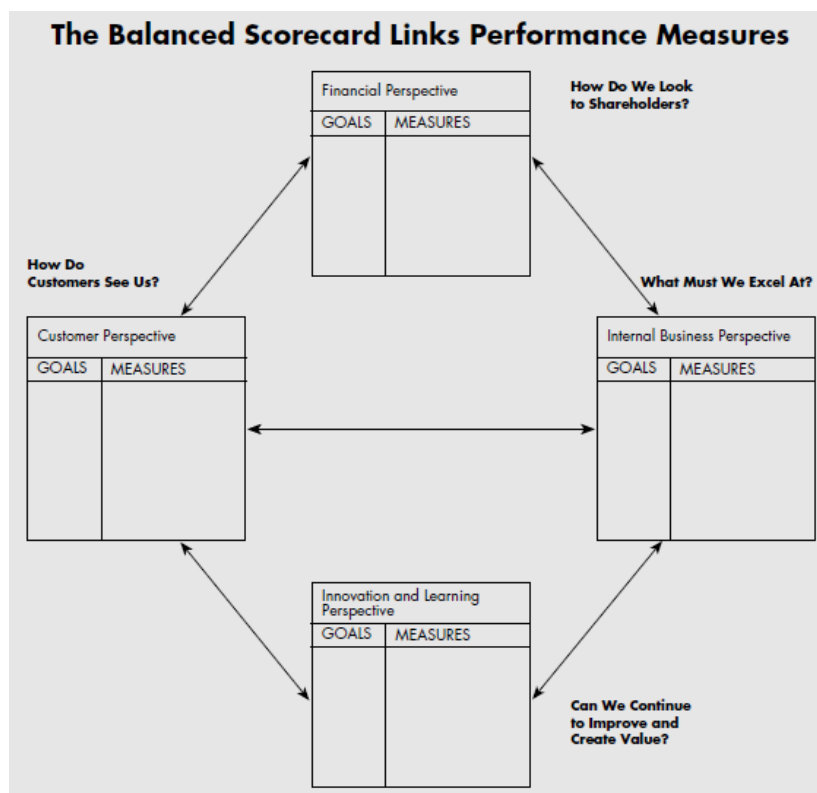 The Balanced Scorecard Links Performance Measures
Financial Perspective
GOALS MEASURES
How Do We Look
to Shareholders?
How Do
Customers See Us?
What Must We Excel At?
Customer Perspective
GOALS MEASURES
Internal Business Perspective
GOALS MEASURES
Innovation and Learning
Perspective
GOALS MEASURES
Can We Continue
to Improve and
Create Value?